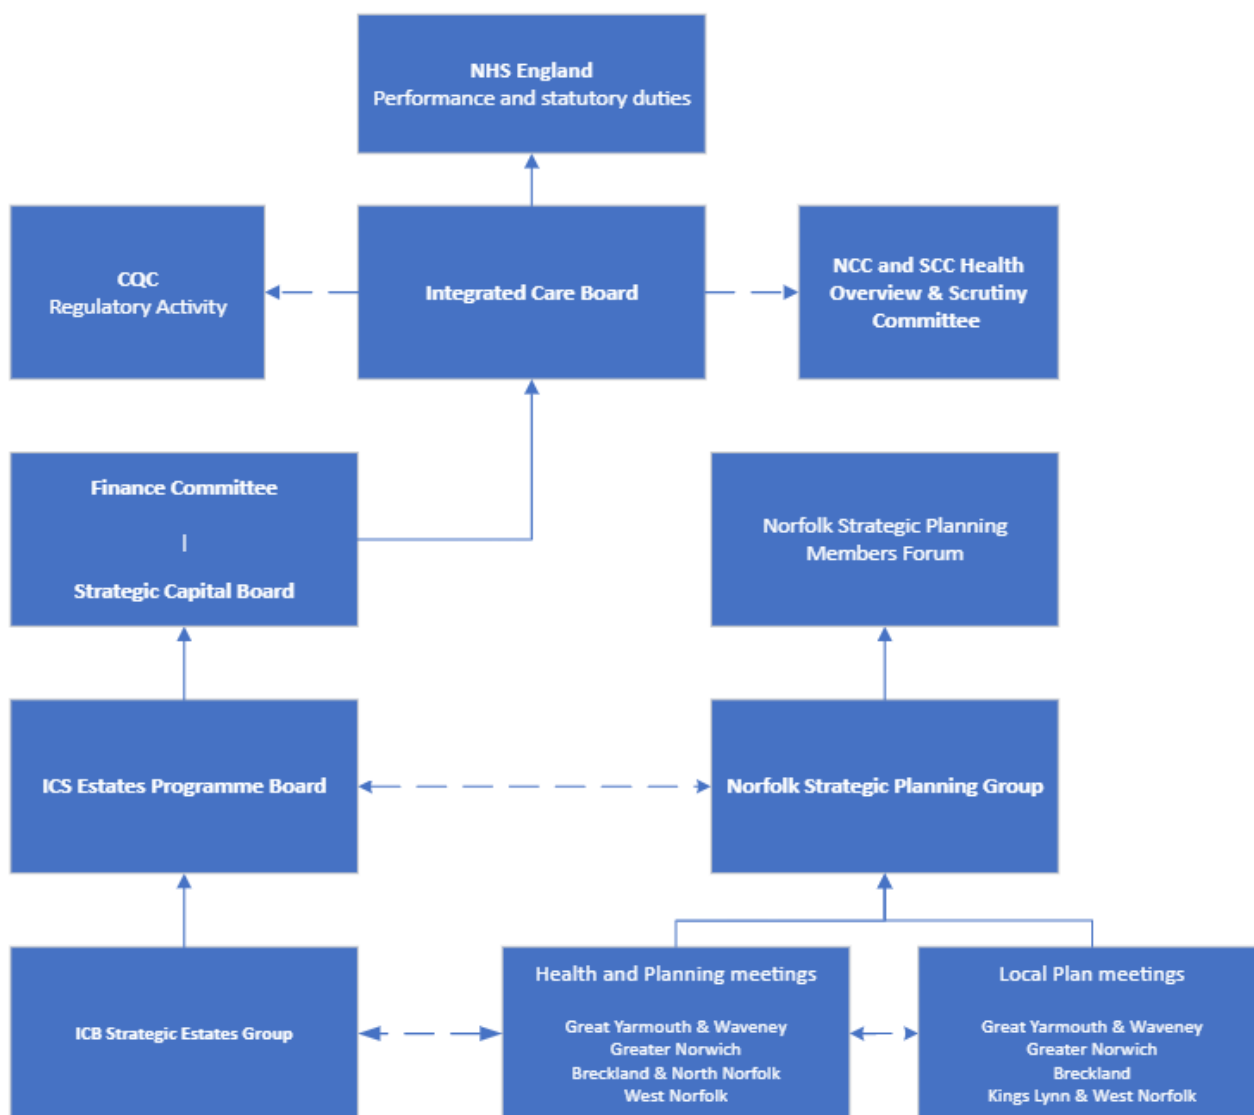 NHS England
Performance and statutory duties
CQC
Regulatory Activity
Integrated Care Board
NCC and SCC Health
Overview & Scrutiny
Committee
Finance Committee
|
Strategic Capital Board
Norfolk Strategic Planning
Members Forum
ICS Estates Programme Board
Norfolk Strategic Planning Group
ICB Strategic Estates Group
Health and Planning meetings
Great Yarmouth & Waveney
Greater Norwich
Breckland & North Norfolk
West Norfolk
Local Plan meetings
Great Yarmouth & Waveney
Greater Norwich
Breckland
Kings Lynn & West Norfolk